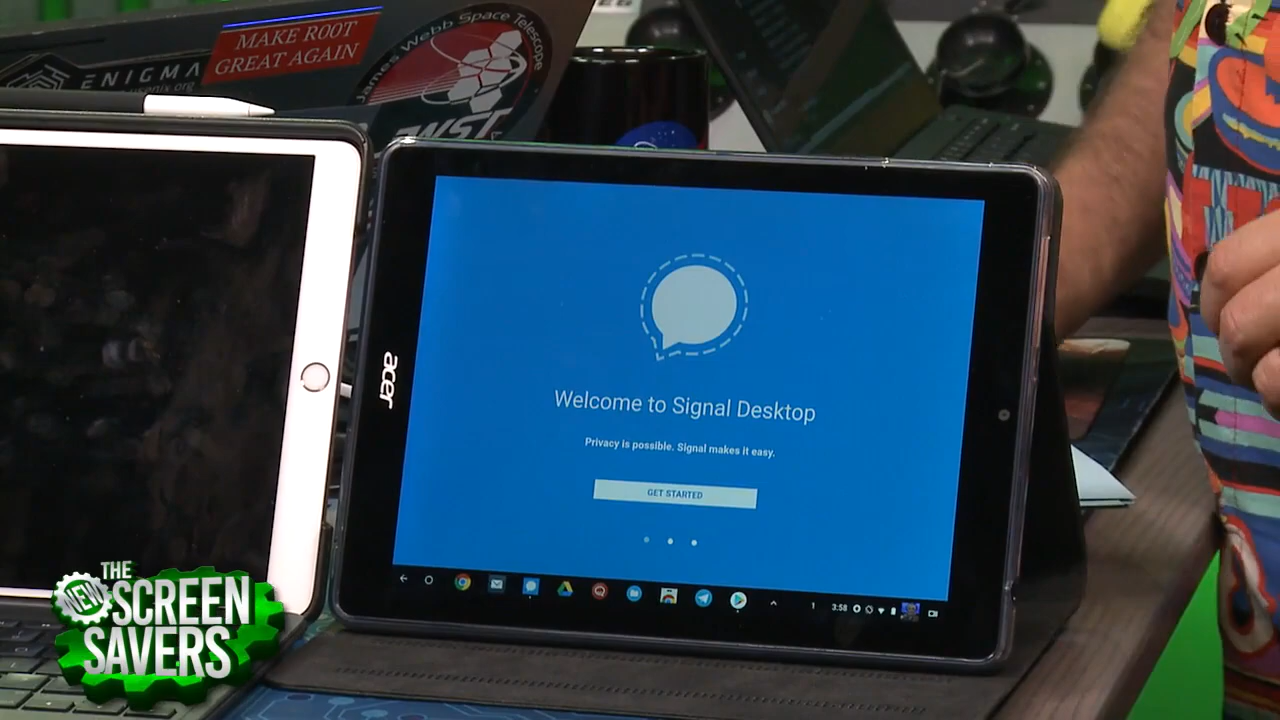 MAKE ROOT
GREAT AGAIN
ENIGMA
James Webb Space Telescope
JWST
acer
Welcome to Signal Desktop
Privacy is possible. Signal makes it easy.
GET STARTED
3:58
THE
NEW
SCREEN
SAVERS